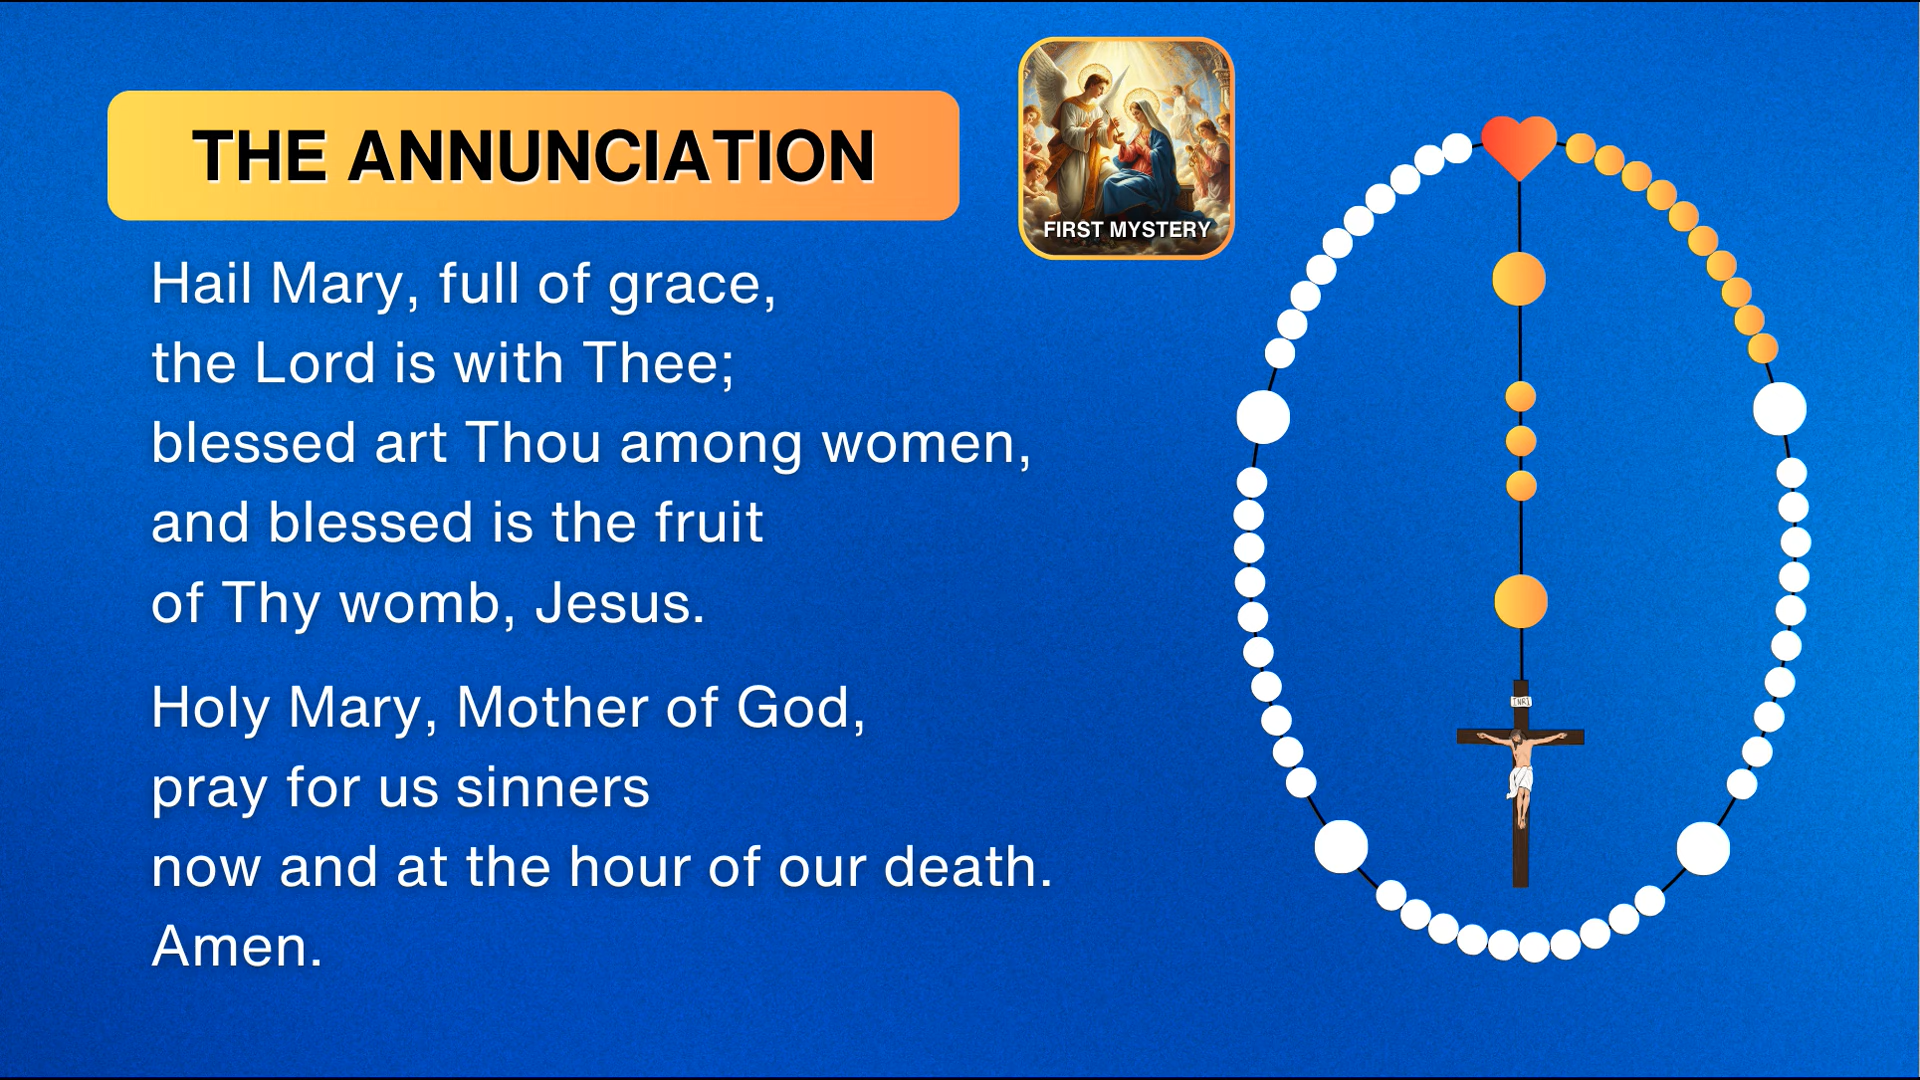 THE ANNUNCIATION
FIRST MYSTERY
Hail Mary, full of grace,
the Lord is with Thee;
blessed art Thou among women,
and blessed is the fruit
of Thy womb, Jesus.
Holy Mary, Mother of God,
pray for us sinners
now and at the hour of our death.
Amen.
INRI